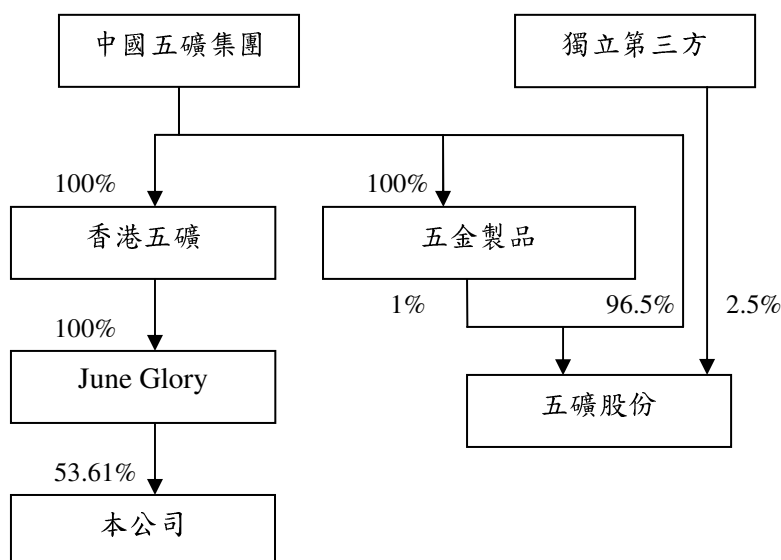 中國五礦集團
獨立第三方
100%
100%
香港五礦
五金製品
1%
96.5%
2.5%
100%
June Glory
五礦股份
53.61%
本公司